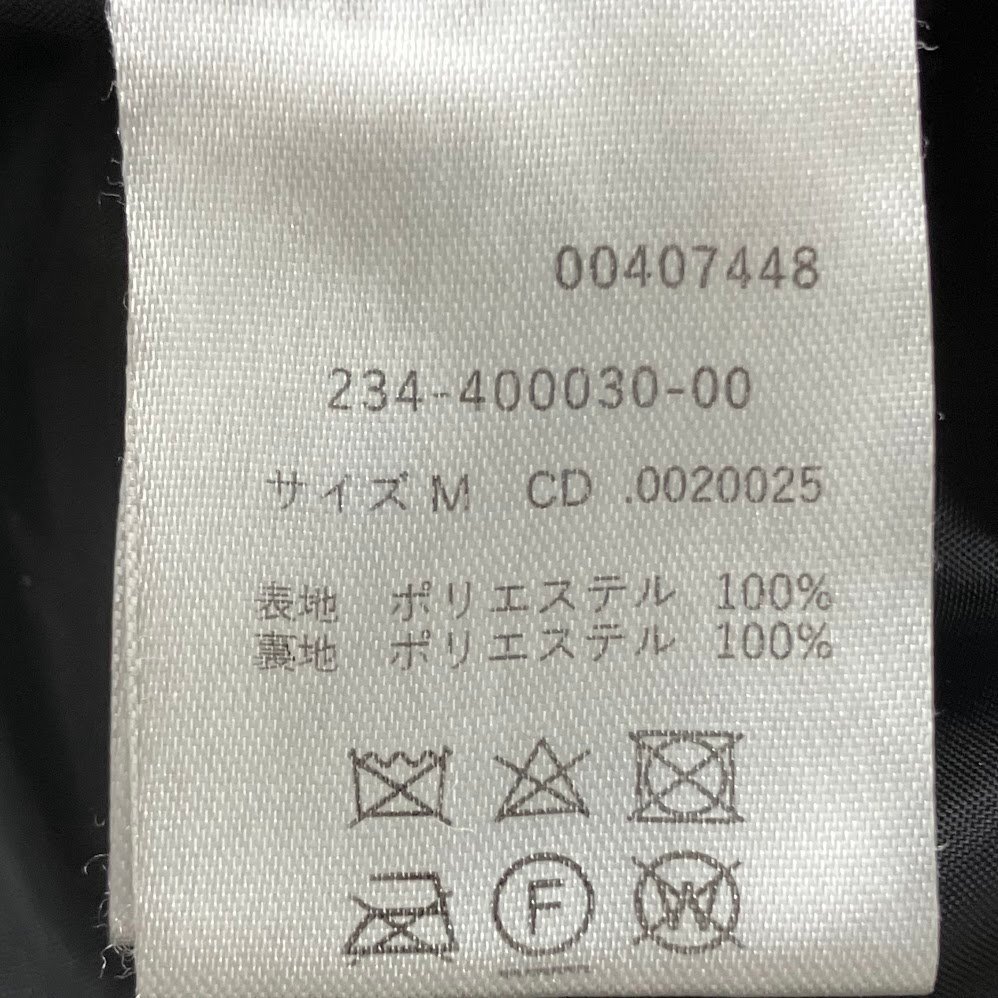 00407448
234-400030-00
サイズ M CD .0020025
表地 ポリエステル 100%
裏地 ポリエステル 100%
F W